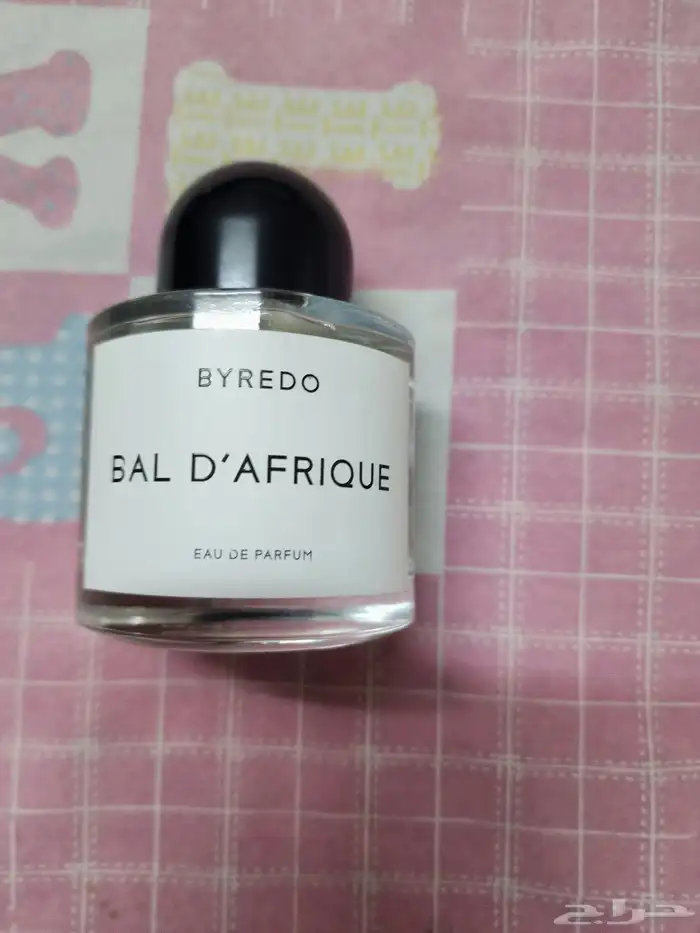 BYREDO
BAL D'AFRIQUE
EAU DE PARFUM
حراج